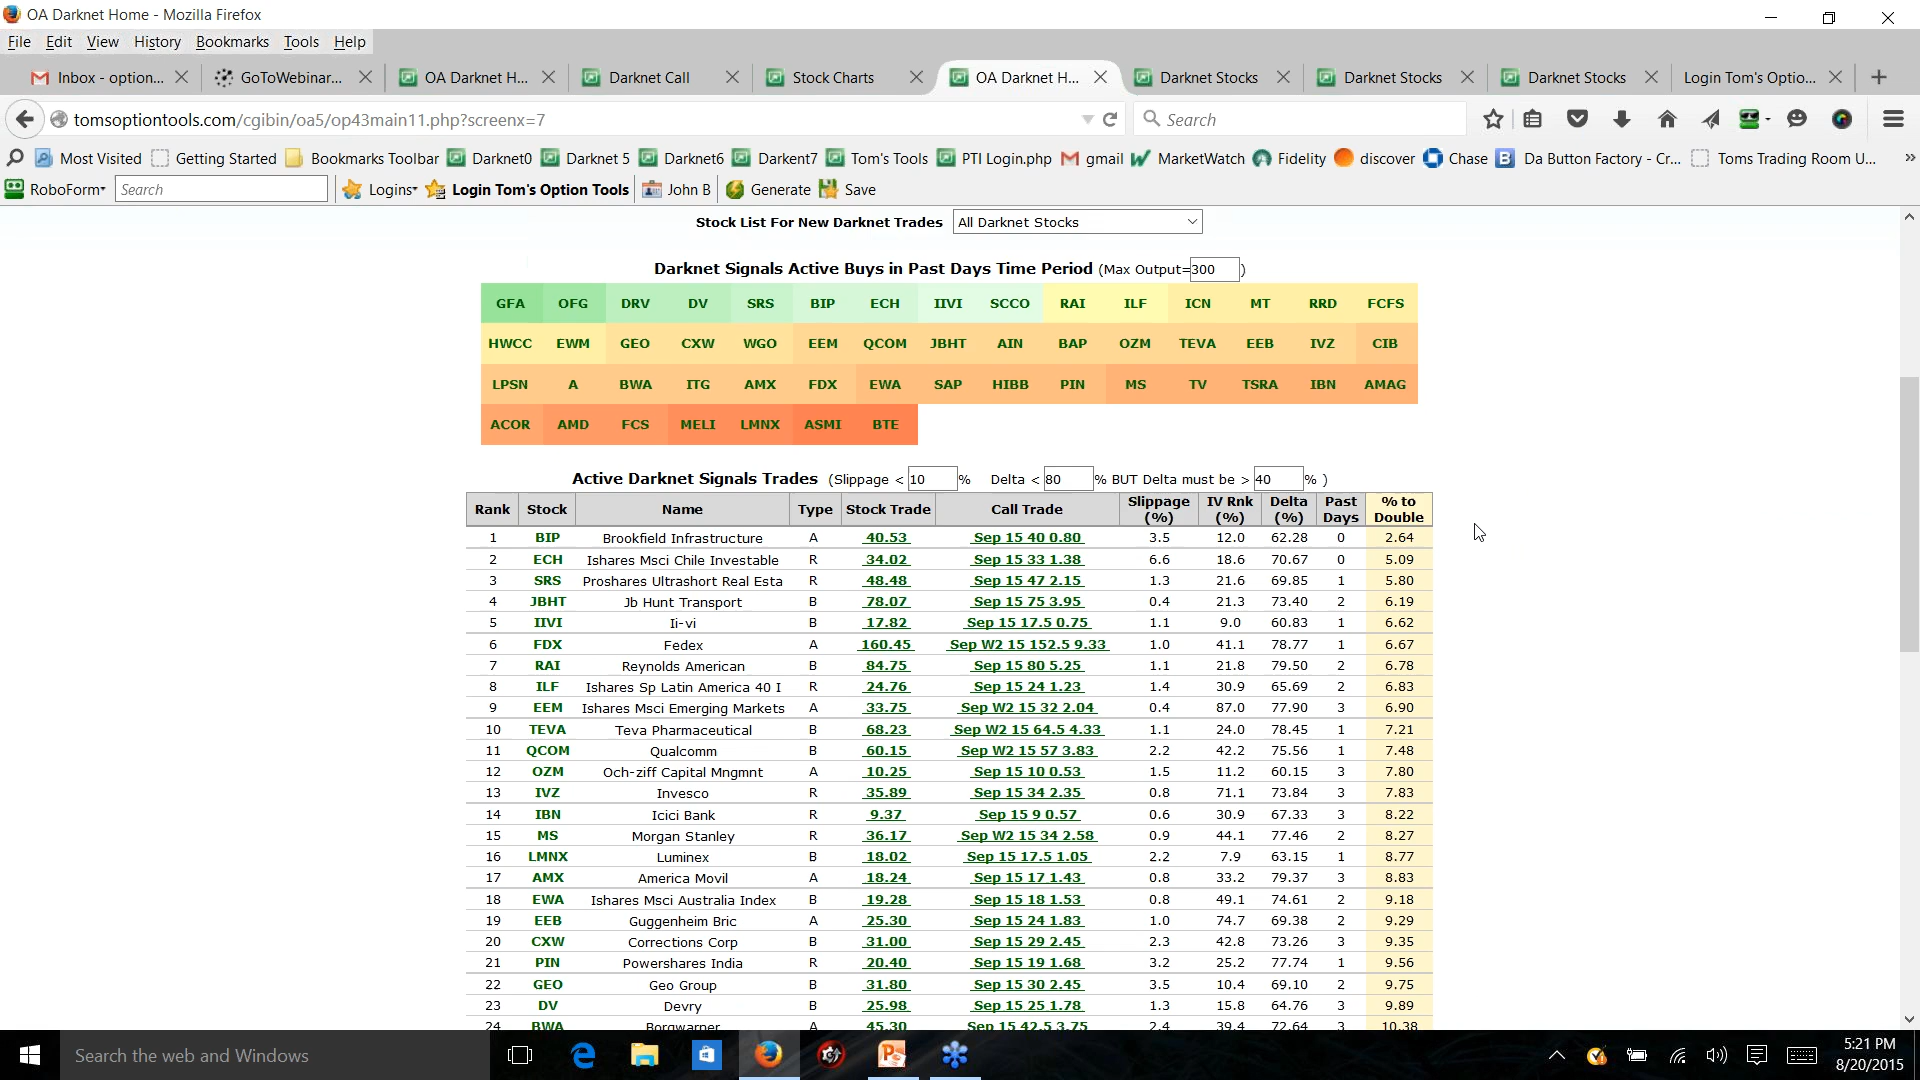 OA Darknet Home - Mozilla Firefox
File Edit View History Bookmarks Tools Help
Inbox - option... GoToWebinar... OA Darknet H... Darknet Call Stock Charts OA Darknet H... Darknet Stocks Darknet Stocks Darknet Stocks Login Tom's Optio...
tomsoptiontools.com/cgibin/oa5/op43main11.php?screenx=7 Search
Most Visited Getting Started Bookmarks Toolbar Darknet0 Darknet 5 Darknet6 Darkent7 Tom's Tools PTI Login.php gmail MarketWatch Fidelity discover Chase Da Button Factory - Cr... Toms Trading Room U... »
RoboForm Search Logins Login Tom's Option Tools John B Generate Save
Stock List For New Darknet Trades All Darknet Stocks
Darknet Signals Active Buys in Past Days Time Period (Max Output=300 )
GFA OFG DRV DV SRS BIP ECH IIVI SCCO RAI ILF ICN MT RRD FCFS
HWCC EWM GEO CXW WGO EEM QCOM JBHT AIN BAP OZM TEVA EEB IVZ CIB
LPSN A BWA ITG AMX FDX EWA SAP HIBB PIN MS TV TSRA IBN AMAG
ACOR AMD FCS MELI LMNX ASMI BTE
Active Darknet Signals Trades (Slippage < 10 % Delta < 80 % BUT Delta must be > 40 % )
Rank Stock Name Type Stock Trade Call Trade Slippage (%) IV Rnk (%) Delta (%) Past Days % to Double
1 BIP Brookfield Infrastructure A 40.53 Sep 15 40 0.80 3.5 12.0 62.28 0 2.64
2 ECH Ishares Msci Chile Investable R 34.02 Sep 15 33 1.38 6.6 18.6 70.67 0 5.09
3 SRS Proshares Ultrashort Real Esta R 48.48 Sep 15 47 2.15 1.3 21.6 69.85 1 5.80
4 JBHT Jb Hunt Transport B 78.07 Sep 15 75 3.95 0.4 21.3 73.40 2 6.19
5 IIVI Ii-vi B 17.82 Sep 15 17.5 0.75 1.1 9.0 60.83 1 6.62
6 FDX Fedex A 160.45 Sep W2 15 152.5 9.33 1.0 41.1 78.77 1 6.67
7 RAI Reynolds American B 84.75 Sep 15 80 5.25 1.1 21.8 79.50 2 6.78
8 ILF Ishares Sp Latin America 40 I R 24.76 Sep 15 24 1.23 1.4 30.9 65.69 2 6.83
9 EEM Ishares Msci Emerging Markets A 33.75 Sep W2 15 32 2.04 0.4 87.0 77.90 3 6.90
10 TEVA Teva Pharmaceutical B 68.23 Sep W2 15 64.5 4.33 1.1 24.0 78.45 1 7.21
11 QCOM Qualcomm B 60.15 Sep W2 15 57 3.83 2.2 42.2 75.56 1 7.48
12 OZM Och-ziff Capital Mngmnt A 10.25 Sep 15 10 0.53 1.5 11.2 60.15 3 7.80
13 IVZ Invesco R 35.89 Sep 15 34 2.35 0.8 71.1 73.84 3 7.83
14 IBN Icici Bank R 9.37 Sep 15 9 0.57 0.6 30.9 67.33 3 8.22
15 MS Morgan Stanley R 36.17 Sep W2 15 34 2.58 0.9 44.1 77.46 2 8.27
16 LMNX Luminex B 18.02 Sep 15 17.5 1.05 2.2 7.9 63.15 1 8.77
17 AMX America Movil A 18.24 Sep 15 17 1.43 0.8 33.2 79.37 3 8.83
18 EWA Ishares Msci Australia Index B 19.28 Sep 15 18 1.53 0.8 49.1 74.61 2 9.18
19 EEB Guggenheim Bric A 25.30 Sep 15 24 1.83 1.0 74.7 69.38 2 9.29
20 CXW Corrections Corp B 31.00 Sep 15 29 2.45 2.3 42.8 73.26 3 9.35
21 PIN Powershares India R 20.40 Sep 15 19 1.68 3.2 25.2 77.74 1 9.56
22 GEO Geo Group B 31.80 Sep 15 30 2.45 3.5 10.4 69.10 2 9.75
23 DV Devry B 25.98 Sep 15 25 1.78 1.3 15.8 64.76 3 9.89
24 BWA Borgwarner A 45.30 Sep 15 42.5 3.75 2.4 39.4 72.64 3 10.38
Search the web and Windows 5:21 PM
8/20/2015